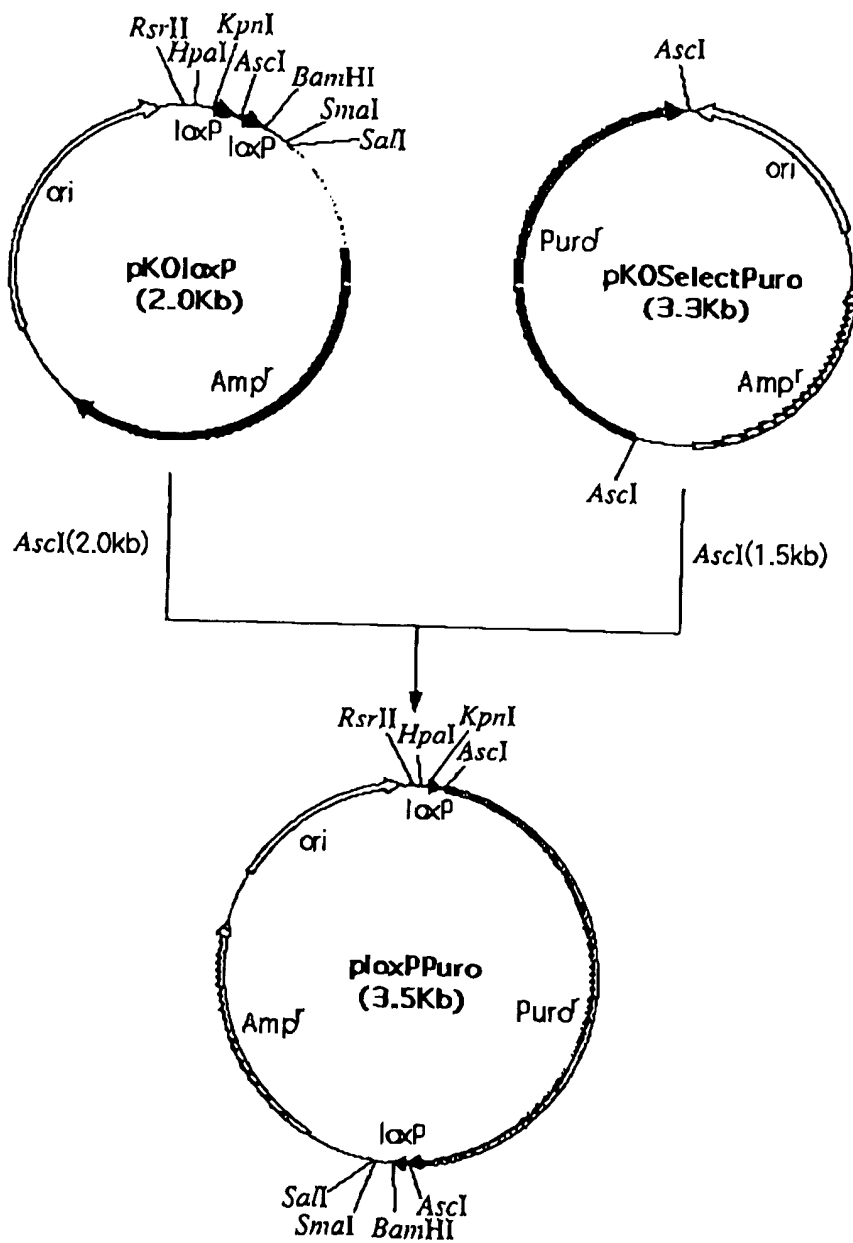 RsrII
HpaI
KpnI
AscI
BamHI
SmaI
SalI
loxP
loxP
ori
pKOloxP
(2.0Kb)
Ampʳ
AscI
ori
Puroʳ
pKOSelectPuro
(3.3Kb)
Ampʳ
AscI
AscI(2.0kb)
AscI(1.5kb)
RsrII
HpaI
KpnI
AscI
loxP
ori
ploxPPuro
(3.5Kb)
Ampʳ
Puroʳ
loxP
SalI
SmaI
BamHI
AscI